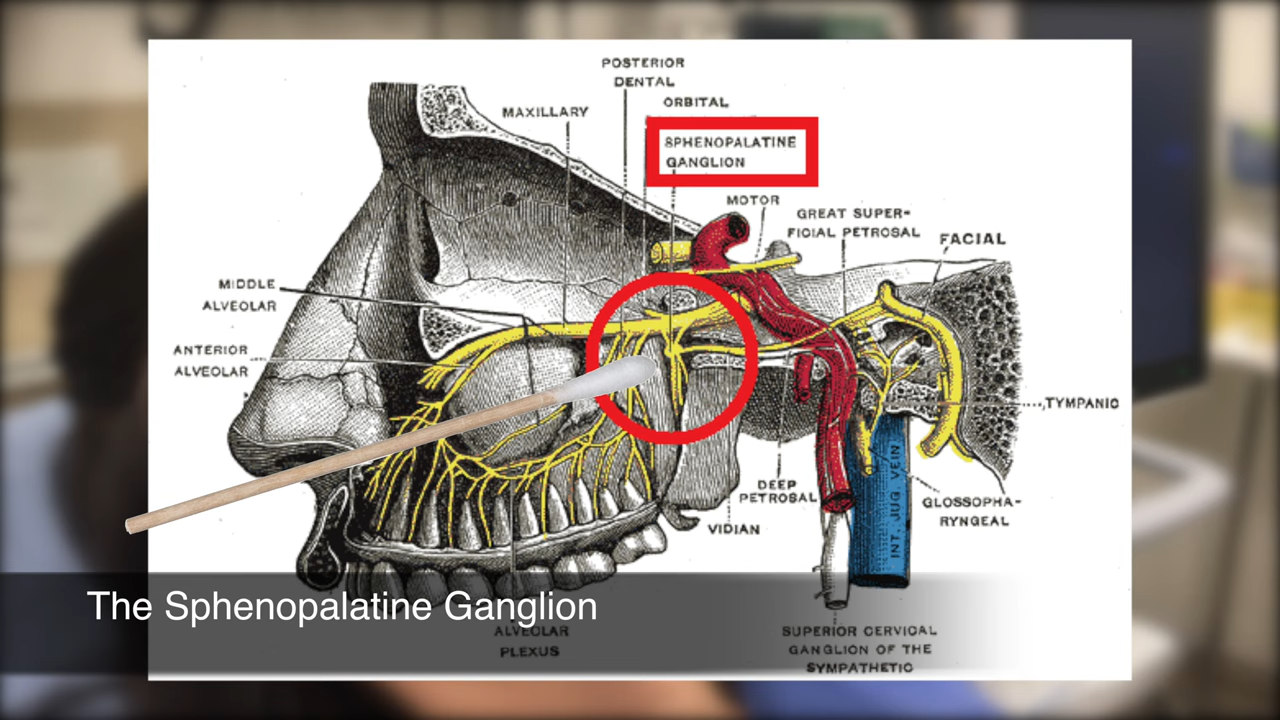 POSTERIOR
DENTAL
ORBITAL
MAXILLARY
SPHENOPALATINE
GANGLION
MOTOR
GREAT SUPER-
FICIAL PETROSAL
FACIAL
MIDDLE
ALVEOLAR
ANTERIOR
ALVEOLAR
TYMPANIC
DEEP
PETROSAL
VIDIAN
INT. JUG. VEIN
GLOSSOPHA-
RYNGEAL
The Sphenopalatine Ganglion
ALVEOLAR
PLEXUS
SUPERIOR CERVICAL
GANGLION OF THE
SYMPATHETIC